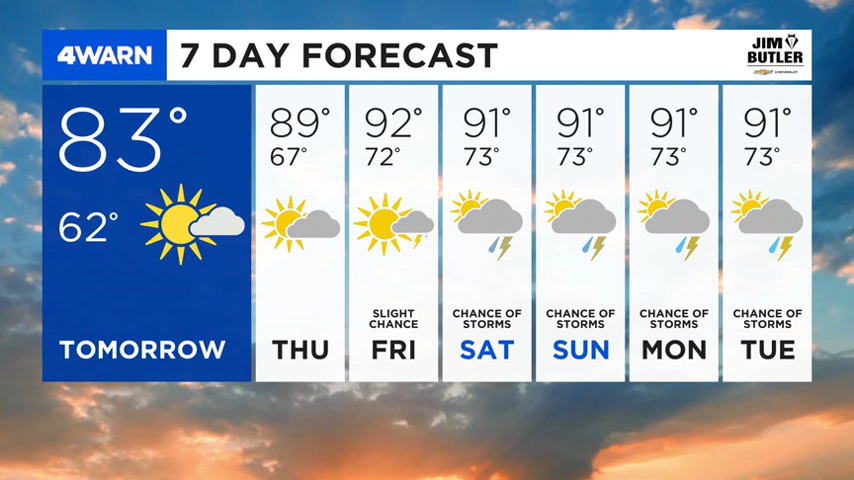 4WARN 7 DAY FORECAST
JIM
BUTLER
CHEVROLET
83°
62°
TOMORROW
89°
67°
THU
92°
72°
SLIGHT
CHANCE
FRI
91°
73°
CHANCE OF
STORMS
SAT
91°
73°
CHANCE OF
STORMS
SUN
91°
73°
CHANCE OF
STORMS
MON
91°
73°
CHANCE OF
STORMS
TUE